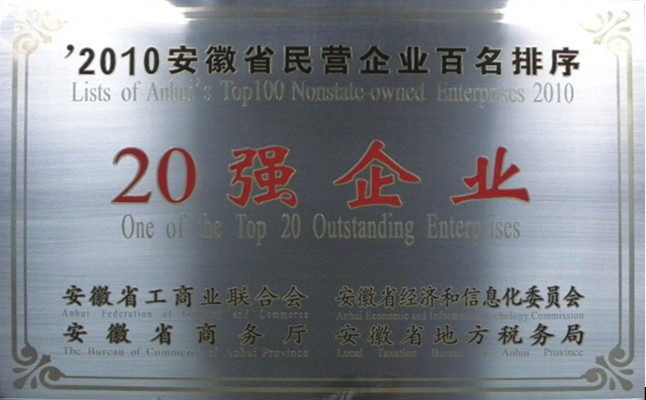 '2010安徽省民营企业百名排序
Lists of Anhui's Top100 Nonstate-owned Enterprises 2010
20强企业
One of the Top 20 Outstanding Enterprises
安徽省工商业联合会 安徽省经济和信息化委员会
Anhui Federation of Industry and Commerce Anhui Economic and Information Technology Commission
安徽省商务厅 安徽省地方税务局
The Bureau of Commerce of Anhui Province Local Taxation Bureau of Anhui Province